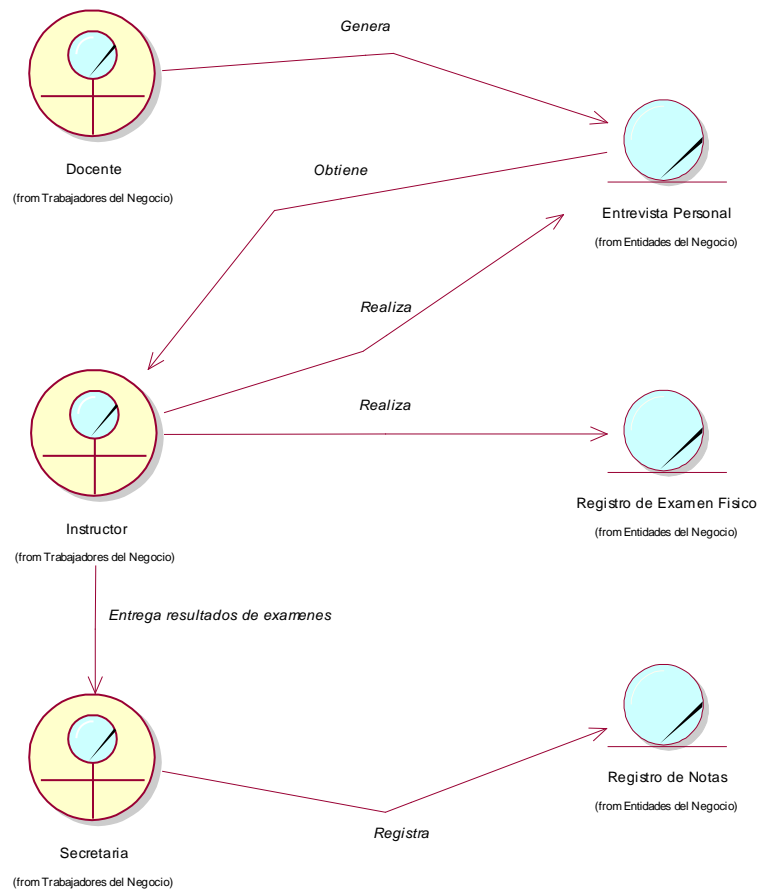 Genera
Docente
(from Trabajadores del Negocio)
Obtiene
Entrevista Personal
(from Entidades del Negocio)
Realiza
Realiza
Instructor
(from Trabajadores del Negocio)
Registro de Examen Fisico
(from Entidades del Negocio)
Entrega resultados de examenes
Registro de Notas
(from Entidades del Negocio)
Registra
Secretaria
(from Trabajadores del Negocio)